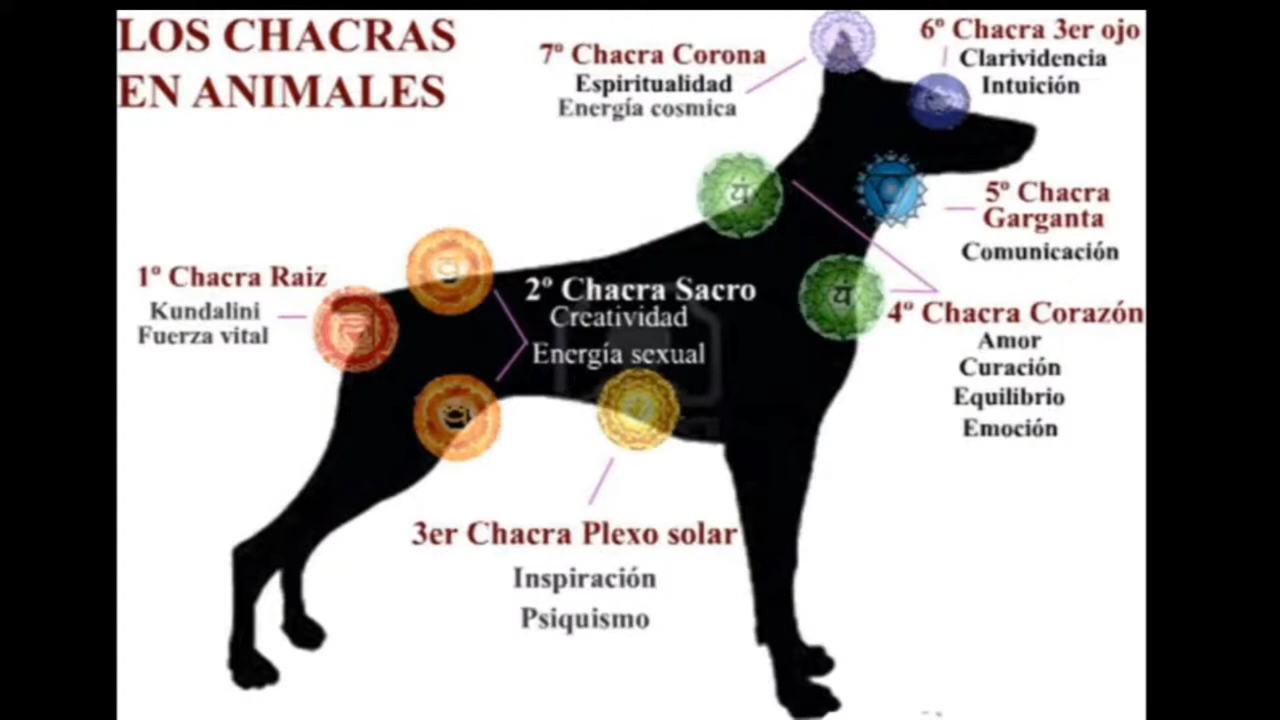 LOS CHACRAS
EN ANIMALES
7º Chacra Corona
Espiritualidad
Energía cosmica
6º Chacra 3er ojo
Clarividencia
Intuición
5º Chacra
Garganta
Comunicación
1º Chacra Raiz
Kundalini
Fuerza vital
2º Chacra Sacro
Creatividad
Energía sexual
4º Chacra Corazón
Amor
Curación
Equilibrio
Emoción
3er Chacra Plexo solar
Inspiración
Psiquismo